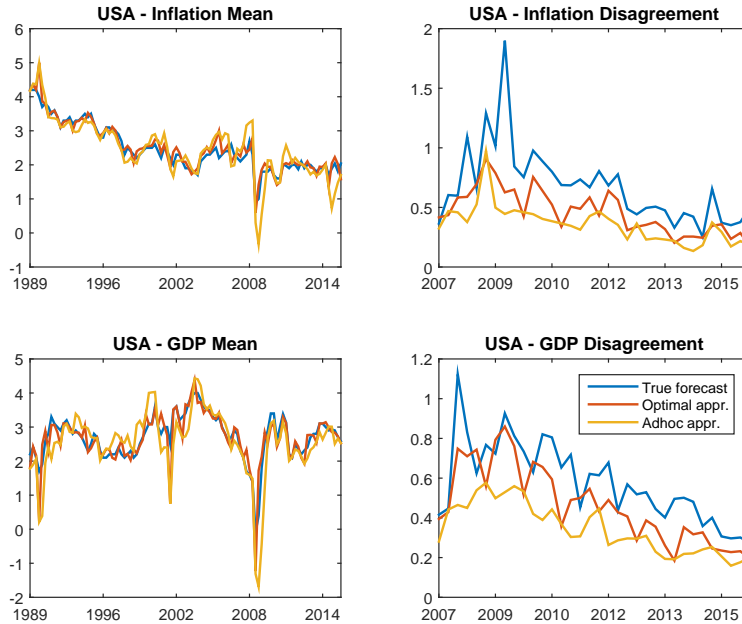 USA - Inflation Mean
6
5
4
3
2
1
0
-1
1989 1996 2002 2008 2014
USA - Inflation Disagreement
2
1.5
1
0.5
0
2007 2009 2010 2012 2013 2015
USA - GDP Mean
5
4
3
2
1
0
-1
-2
1989 1996 2002 2008 2014
USA - GDP Disagreement
1.2
1
0.8
0.6
0.4
0.2
0
2007 2009 2010 2012 2013 2015
True forecast
Optimal appr.
Adhoc appr.